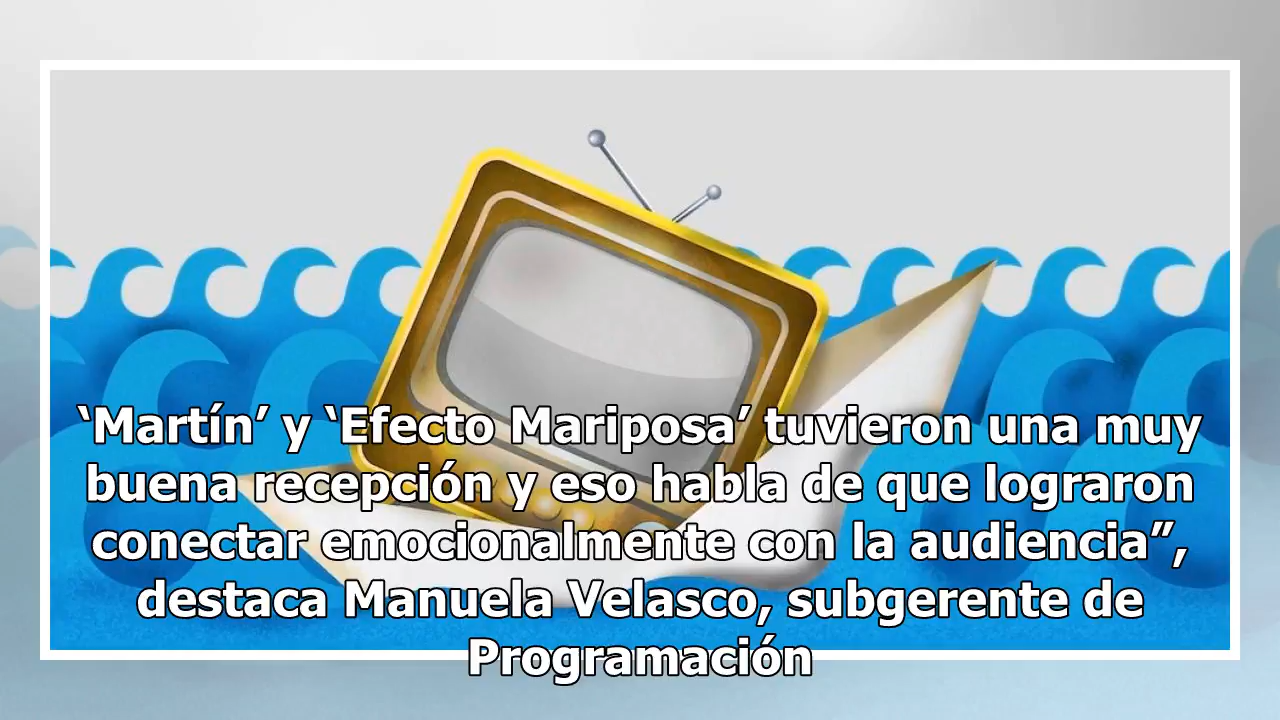 ‘Martín’ y ‘Efecto Mariposa’ tuvieron una muy
buena recepción y eso habla de que lograron
conectar emocionalmente con la audiencia”,
destaca Manuela Velasco, subgerente de
Programación